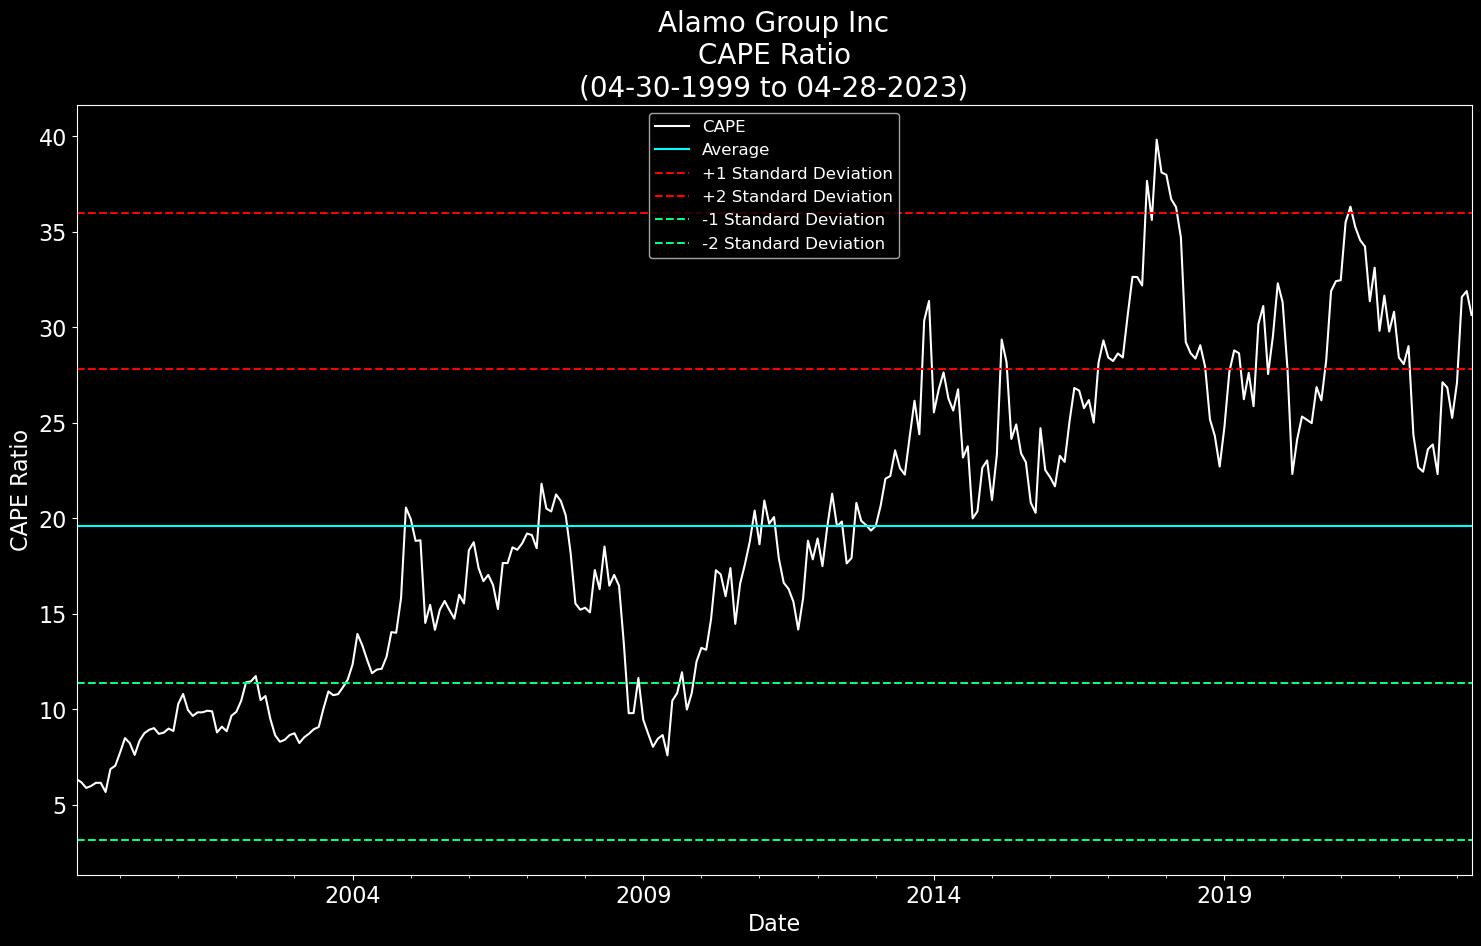 Alamo Group Inc
CAPE Ratio
(04-30-1999 to 04-28-2023)
CAPE
Average
+1 Standard Deviation
+2 Standard Deviation
-1 Standard Deviation
-2 Standard Deviation
40
35
30
25
20
15
10
5
CAPE Ratio
2004
2009
2014
2019
Date